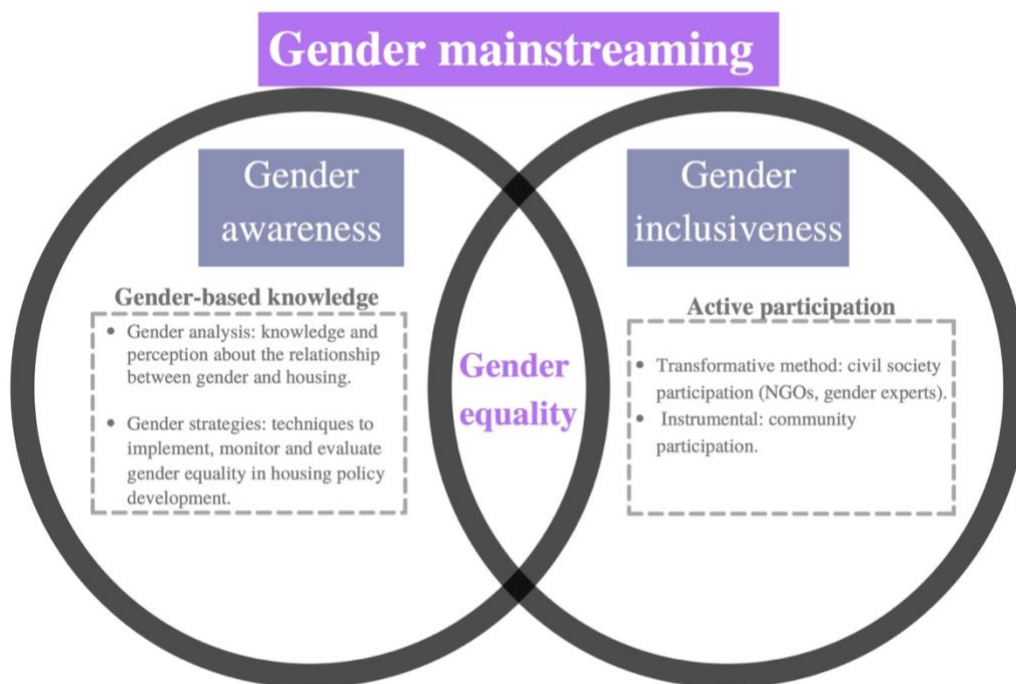 Gender mainstreaming
Gender
awareness
Gender-based knowledge
• Gender analysis: knowledge and
perception about the relationship
between gender and housing.
• Gender strategies: techniques to
implement, monitor and evaluate
gender equality in housing policy
development.
Gender
equality
Gender
inclusiveness
Active participation
• Transformative method: civil society
participation (NGOs, gender experts).
• Instrumental: community
participation.